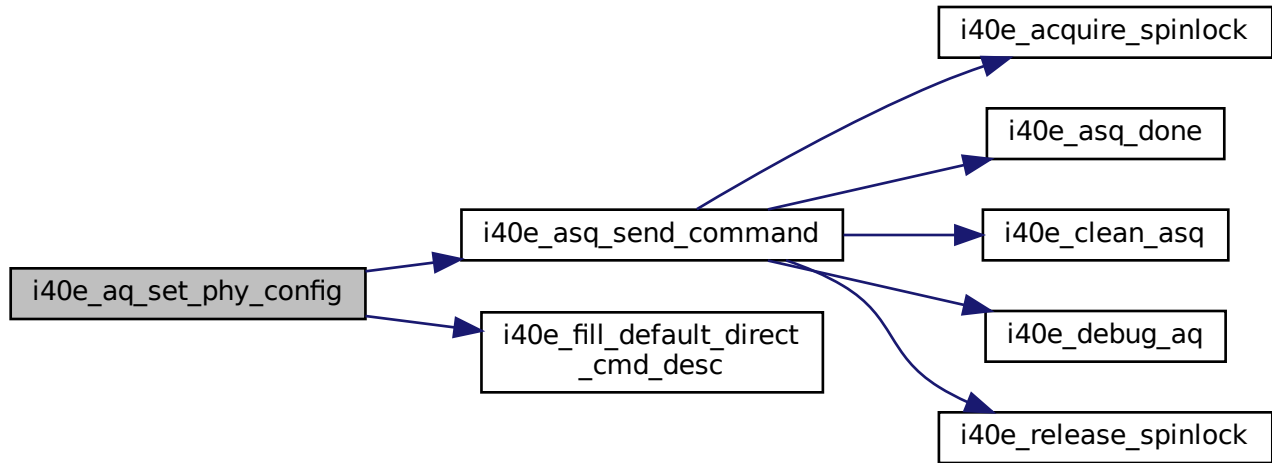 i40e_acquire_spinlock
i40e_asq_done
i40e_asq_send_command
i40e_clean_asq
i40e_aq_set_phy_config
i40e_fill_default_direct
_cmd_desc
i40e_debug_aq
i40e_release_spinlock